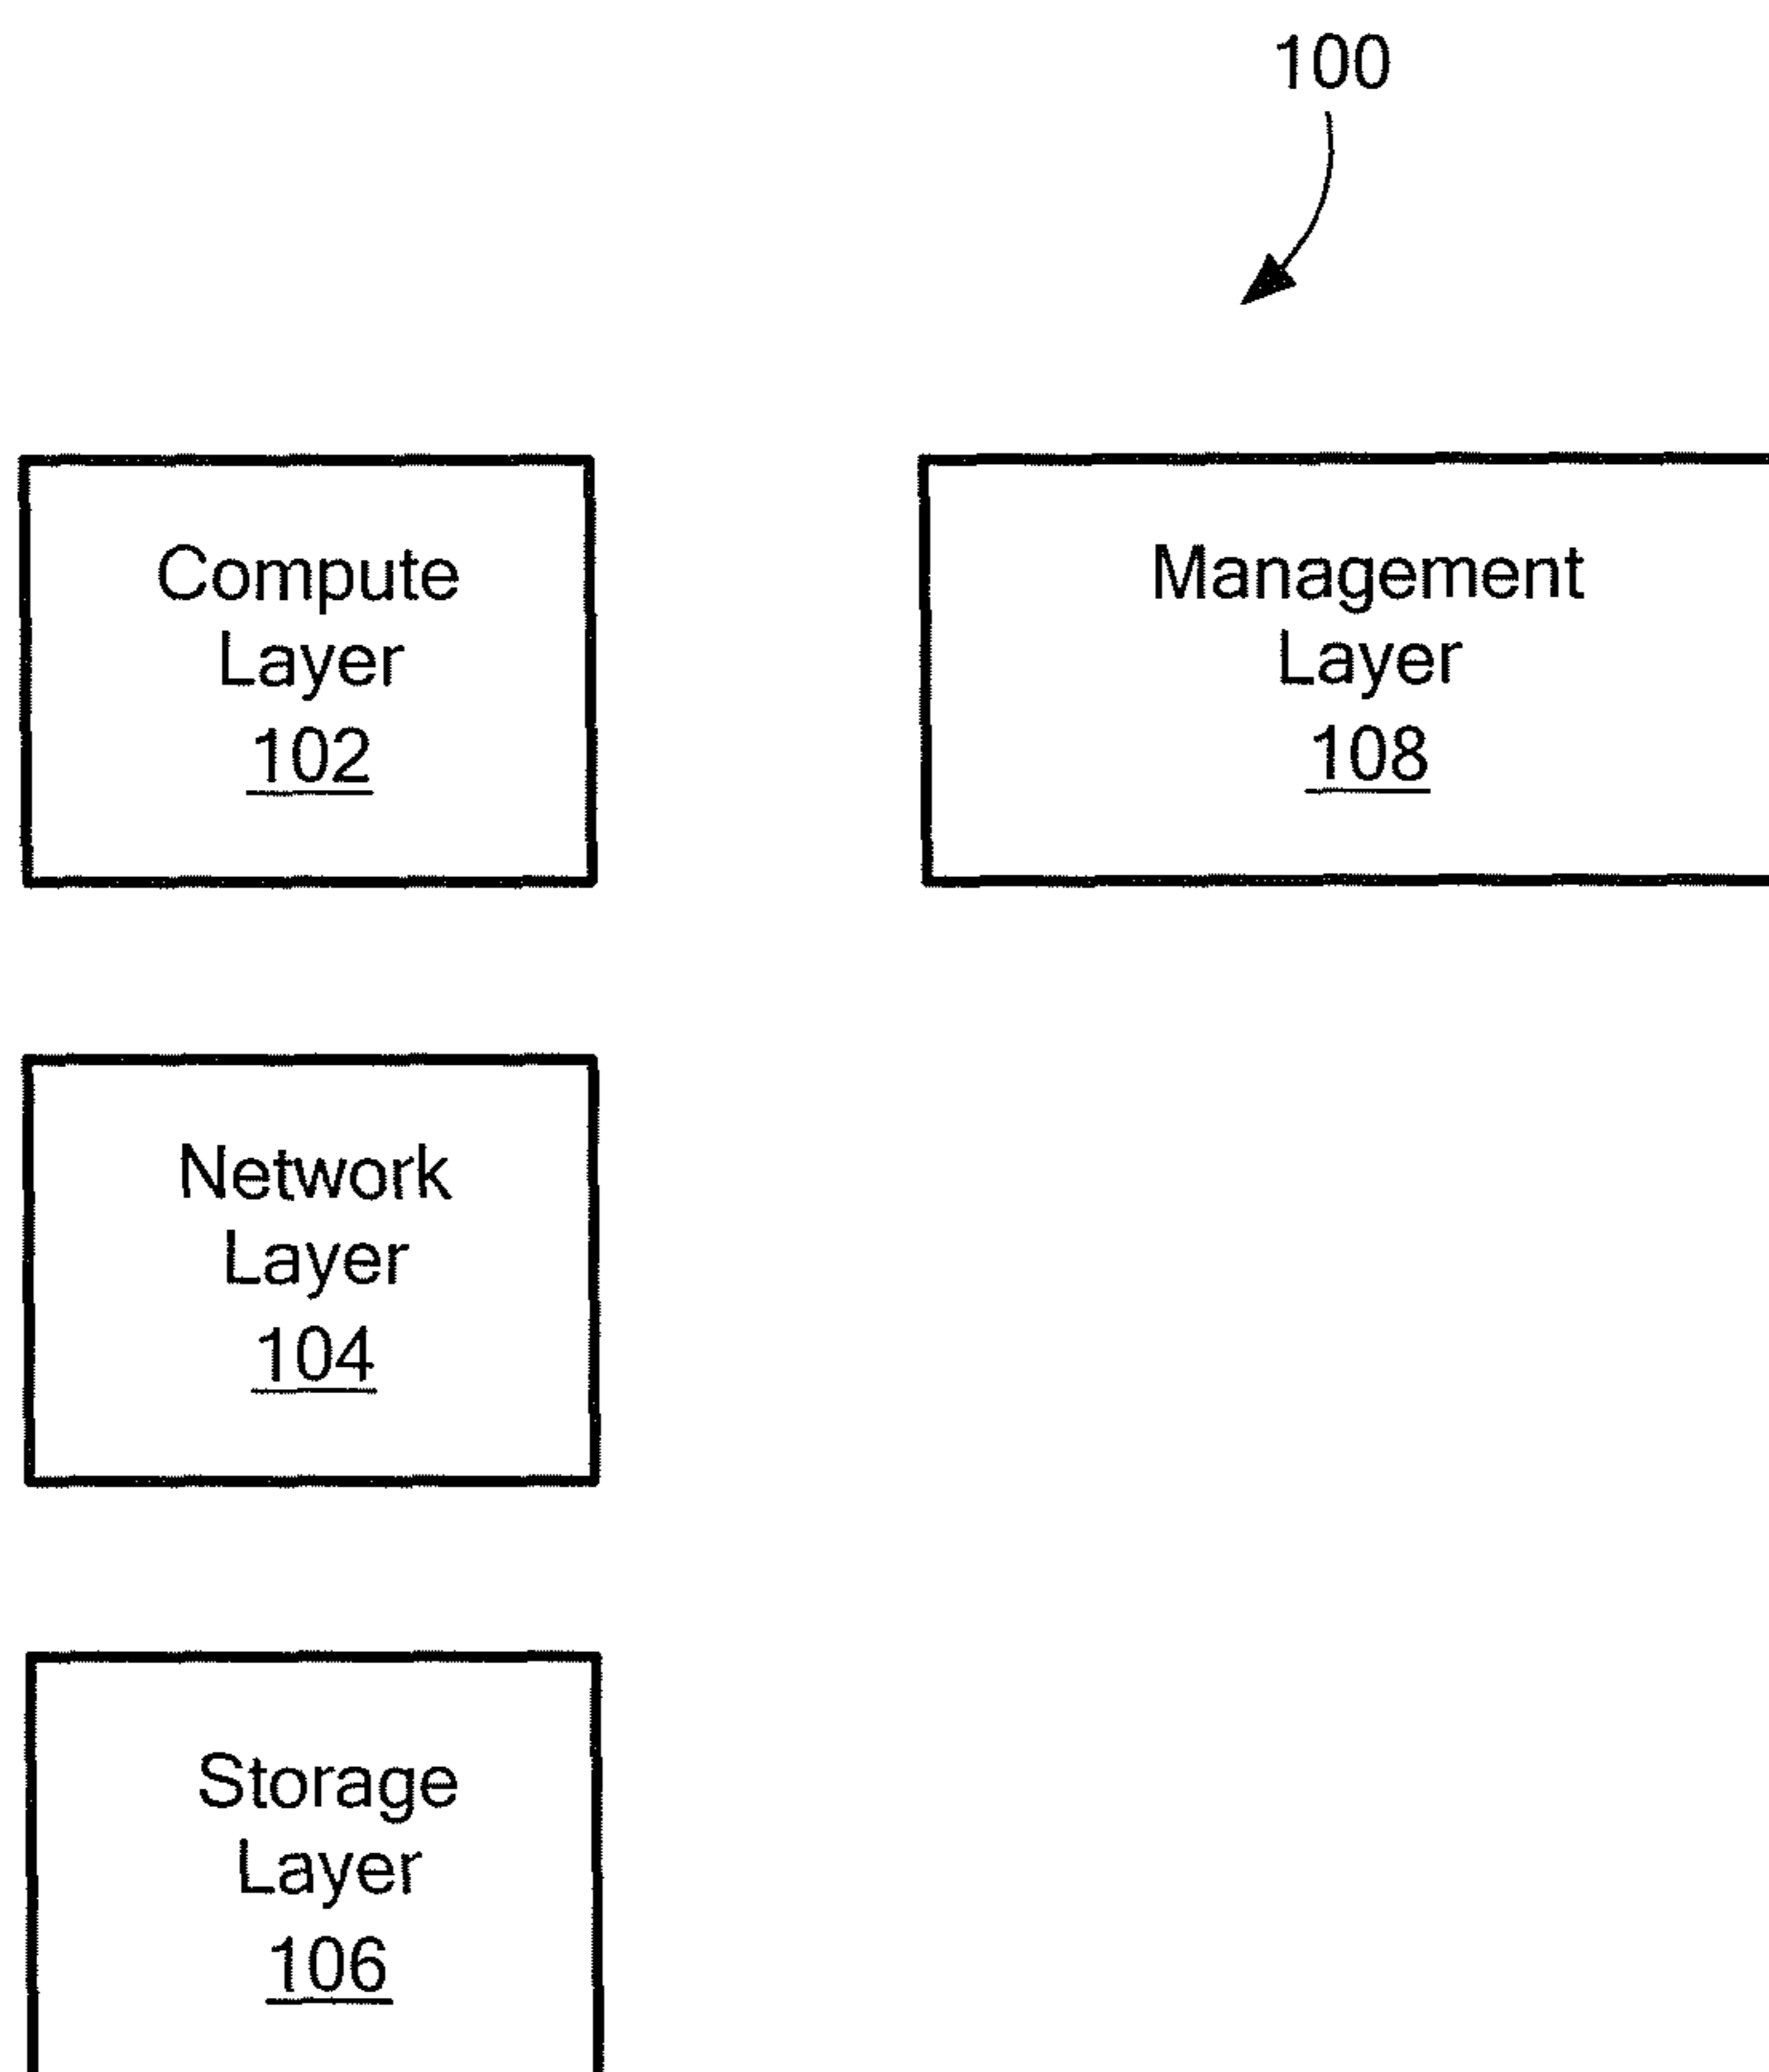 100
Compute
Layer
102
Management
Layer
108
Network
Layer
104
Storage
Layer
106